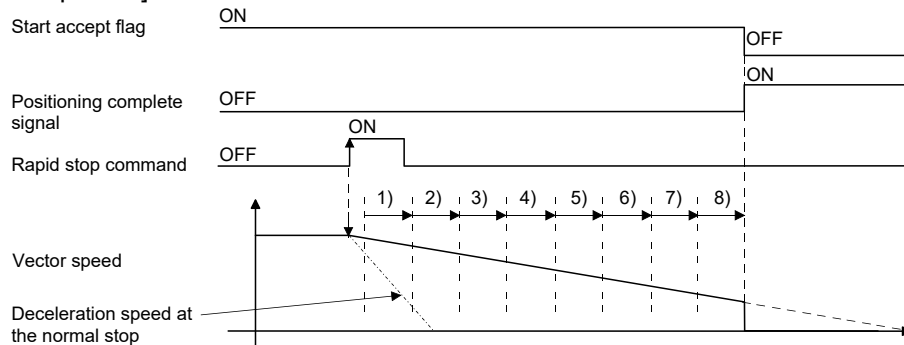 Start accept flag
ON
OFF
ON
Positioning complete
signal
OFF
ON
Rapid stop command
OFF
1) 2) 3) 4) 5) 6) 7) 8)
Vector speed
Deceleration speed at
the normal stop